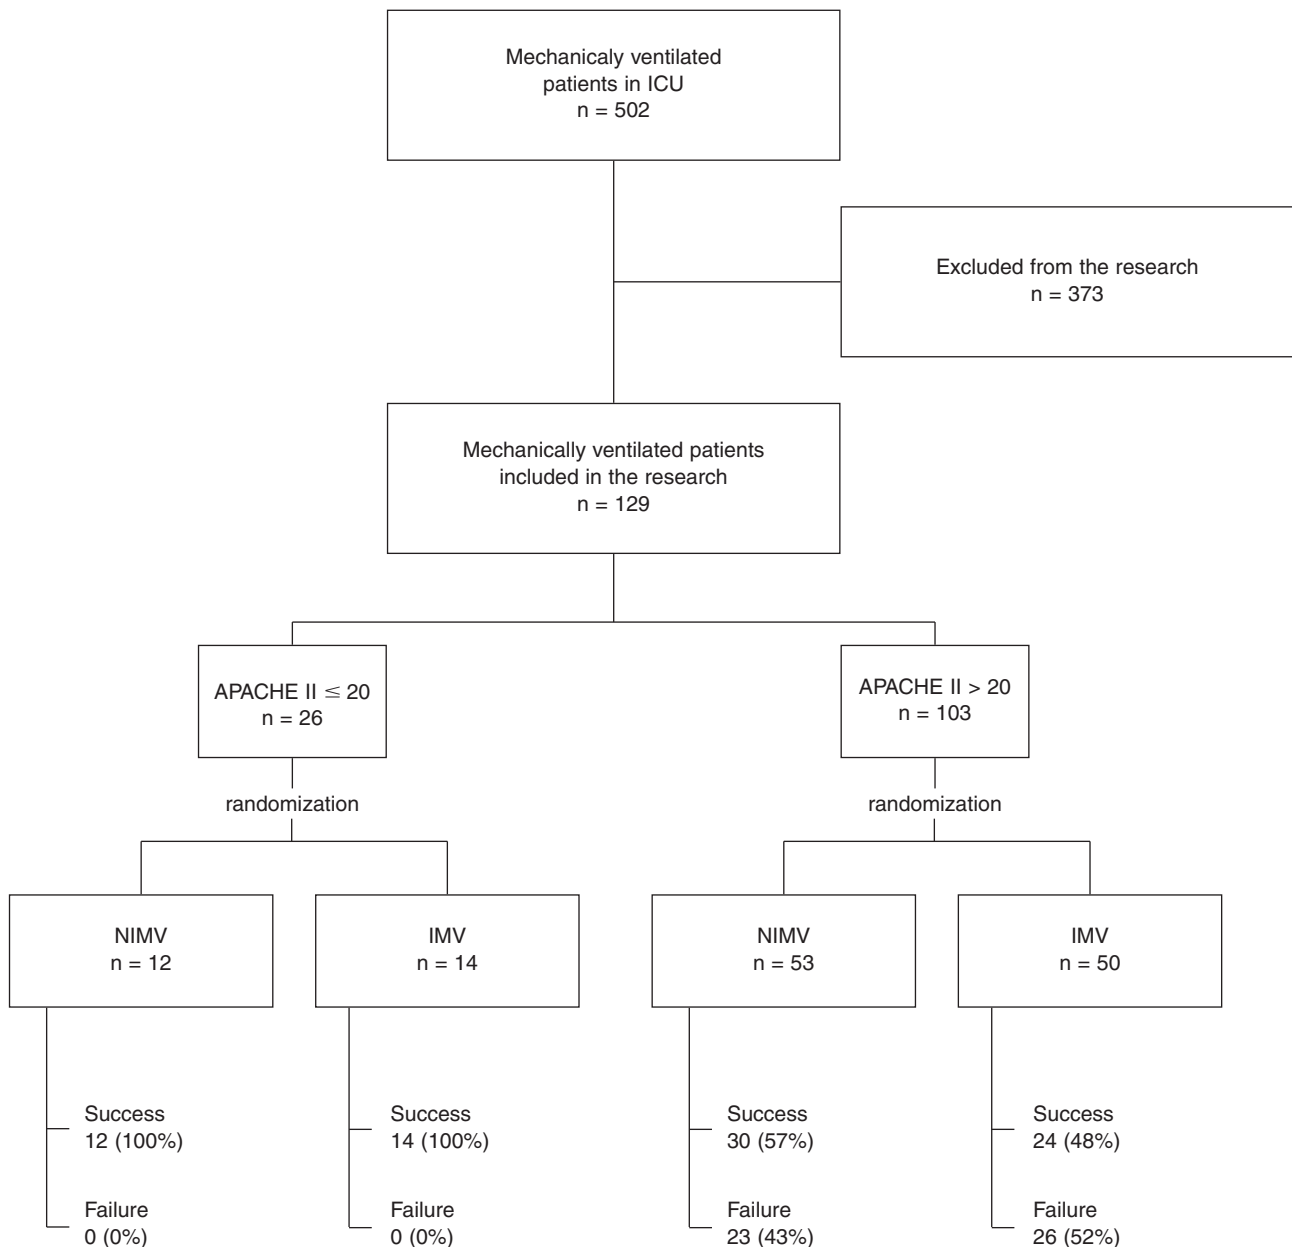 Mechanicaly ventilated
patients in ICU
n = 502
Excluded from the research
n = 373
Mechanically ventilated patients
included in the research
n = 129
APACHE II ≤ 20
n = 26
APACHE II > 20
n = 103
randomization
randomization
NIMV
n = 12
IMV
n = 14
NIMV
n = 53
IMV
n = 50
Success
12 (100%)
Success
14 (100%)
Success
30 (57%)
Success
24 (48%)
Failure
0 (0%)
Failure
0 (0%)
Failure
23 (43%)
Failure
26 (52%)